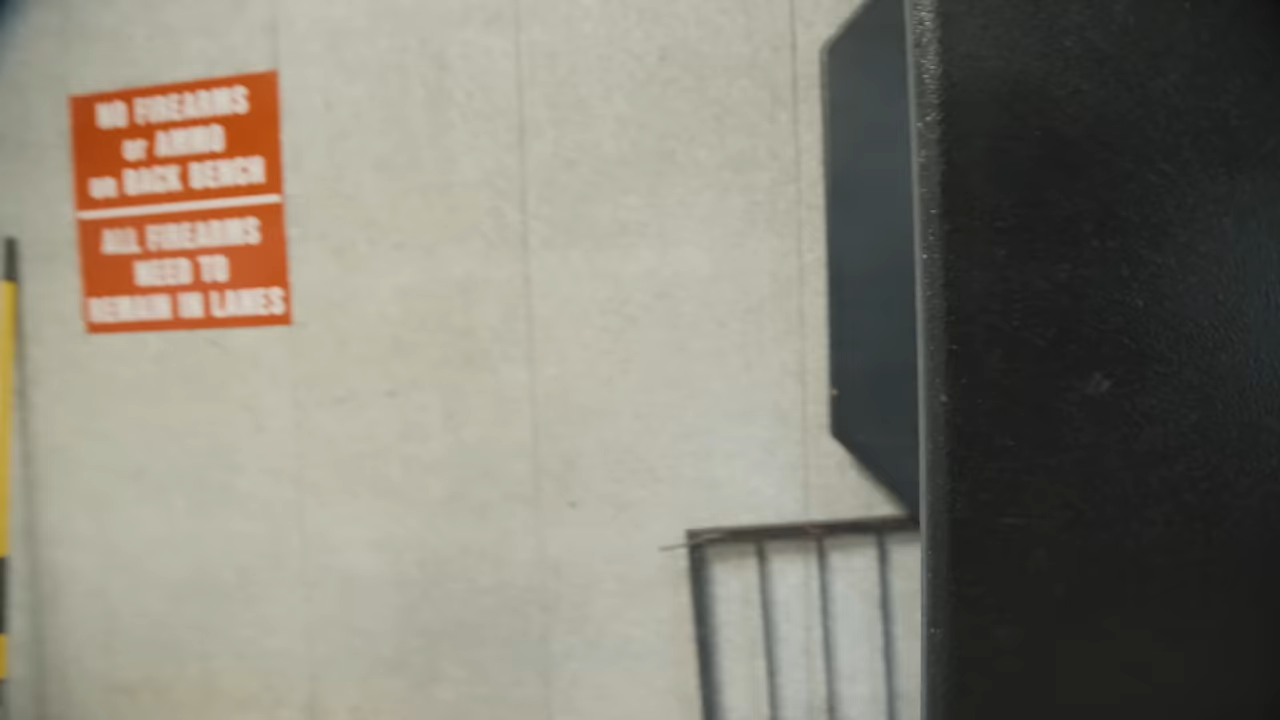 NO FIREARMS
or AMMO
on BACK BENCH
ALL FIREARMS
NEED TO
REMAIN IN LANES